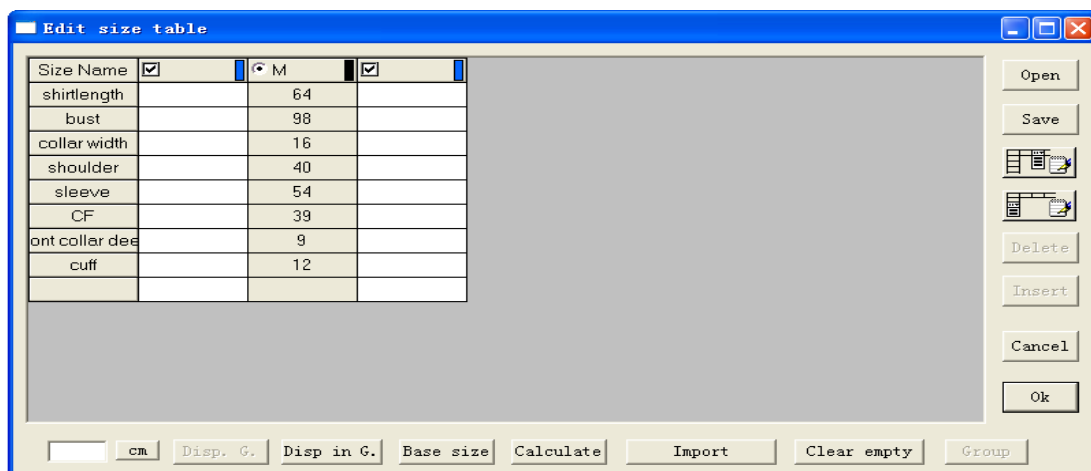 Edit size table
Size Name M
shirtlength 64
bust 98
collar width 16
shoulder 40
sleeve 54
CF 39
ont collar dee 9
cuff 12
Open
Save
Delete
Insert
Cancel
Ok
cm Disp. G. Disp in G. Base size Calculate Import Clear empty Group